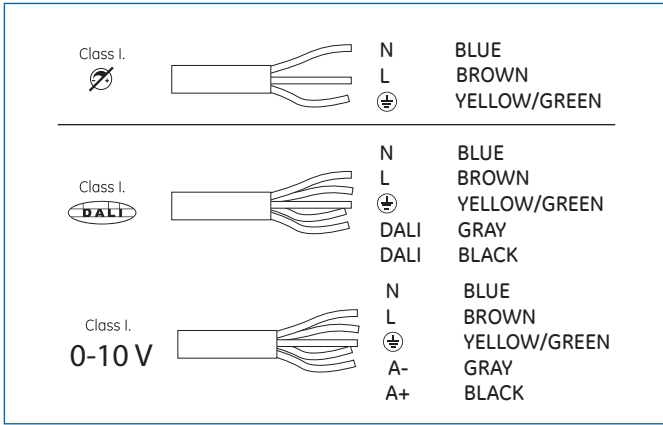 Class I.
N BLUE
L BROWN
YELLOW/GREEN
Class I.
DALI
N BLUE
L BROWN
YELLOW/GREEN
DALI GRAY
DALI BLACK
Class I.
0-10 V
N BLUE
L BROWN
YELLOW/GREEN
A- GRAY
A+ BLACK